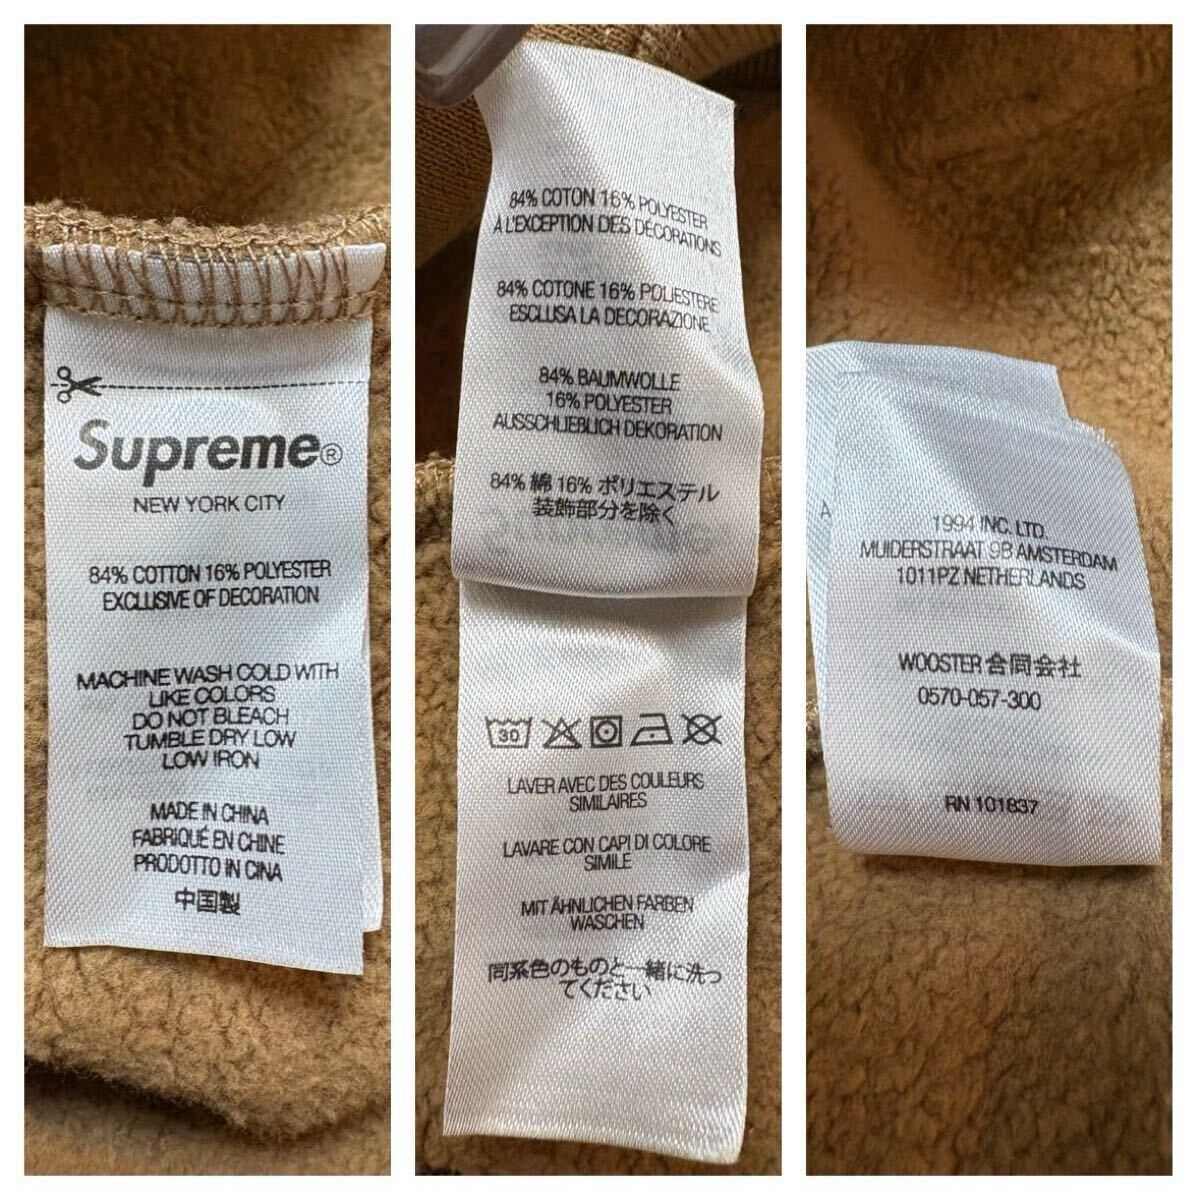 Supreme®
NEW YORK CITY
84% COTTON 16% POLYESTER
EXCLUSIVE OF DECORATION
MACHINE WASH COLD WITH
LIKE COLORS
DO NOT BLEACH
TUMBLE DRY LOW
LOW IRON
MADE IN CHINA
FABRIQUÉ EN CHINE
PRODOTTO IN CINA
中国製
84% COTON 16% POLYESTER
A L'EXCEPTION DES DECORATIONS
84% COTONE 16% POLIESTERE
ESCLUSA LA DECORAZIONE
84% BAUMWOLLE
16% POLYESTER
AUSSCHLIEBLICH DEKORATION
84% 綿 16% ポリエステル
装飾部分を除く
30
LAVER AVEC DES COULEURS
SIMILAIRES
LAVARE CON CAPI DI COLORE
SIMILE
MIT ÄHNLICHEN FARBEN
WASCHEN
同系色のものと一緒に洗っ
てください
1994 INC. LTD.
MUIDERSTRAAT 9B AMSTERDAM
1011PZ NETHERLANDS
WOOSTER 合同会社
0570-057-300
RN 101837